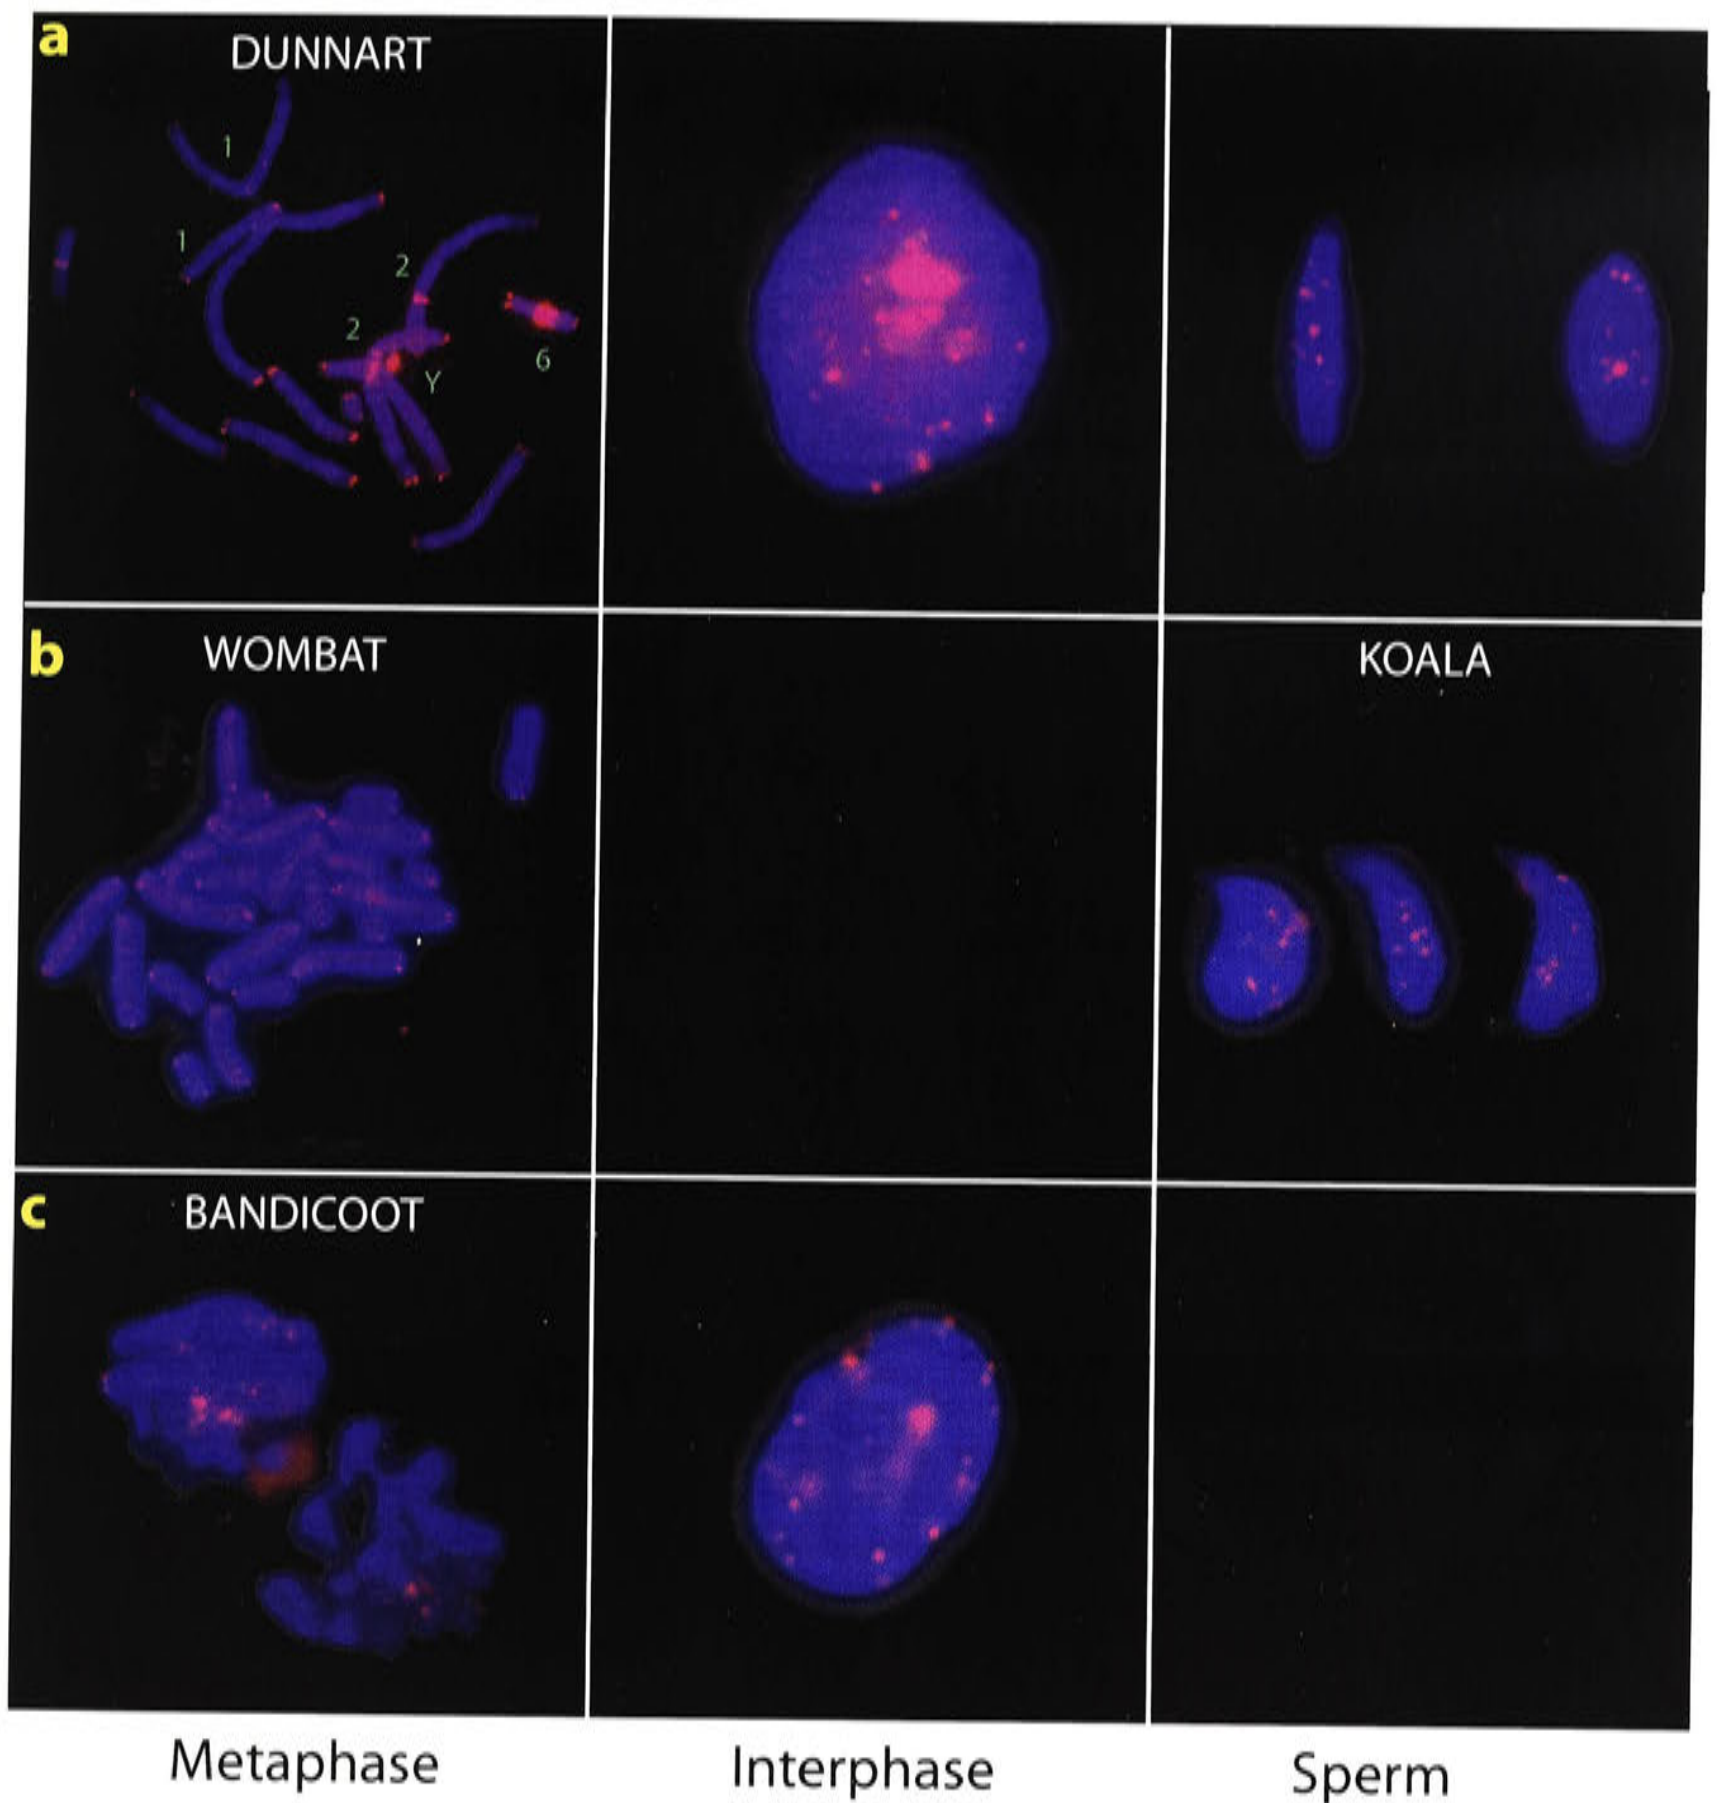 a
DUNNART
1
1
2
2
Y
6
b
WOMBAT
KOALA
c
BANDICOOT
Metaphase
Interphase
Sperm